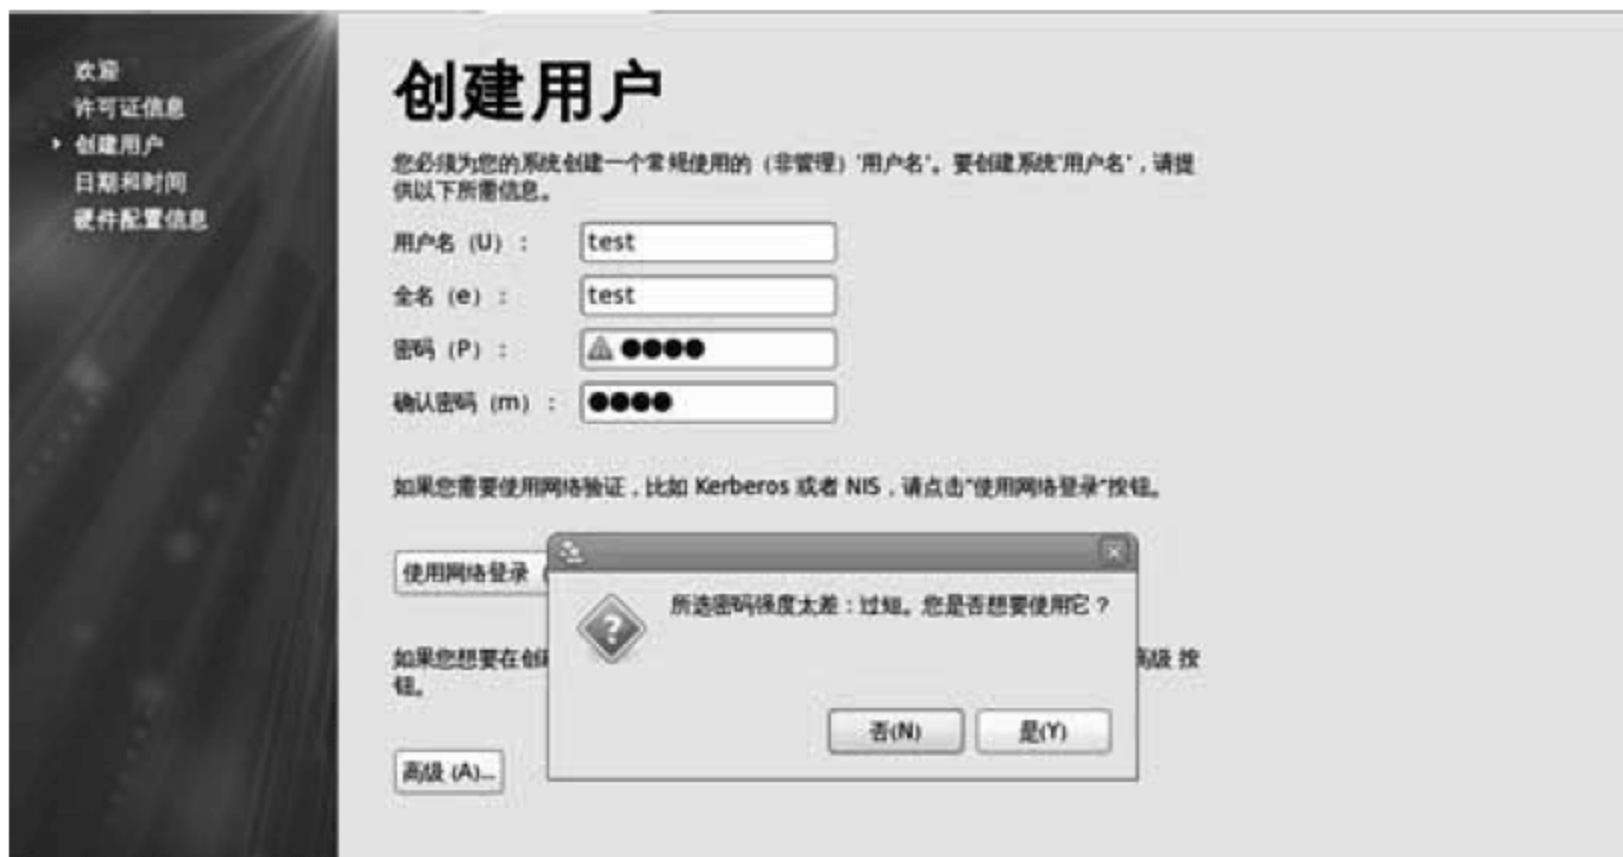 欢迎
许可证信息
创建用户
日期和时间
硬件配置信息
创建用户
您必须为您的系统创建一个常规使用的（非管理）'用户名'。要创建系统'用户名'，请提
供以下所需信息。
用户名（U）： test
全名（e）： test
密码（P）： ●●●●
确认密码（m）： ●●●●
如果您需要使用网络验证，比如 Kerberos 或者 NIS，请点击"使用网络登录"按钮。
使用网络登录（
所选密码强度太差：过短。您是否想要使用它？
如果您想要在创建
高级 按
钮。
否(N) 是(Y)
高级 (A)...